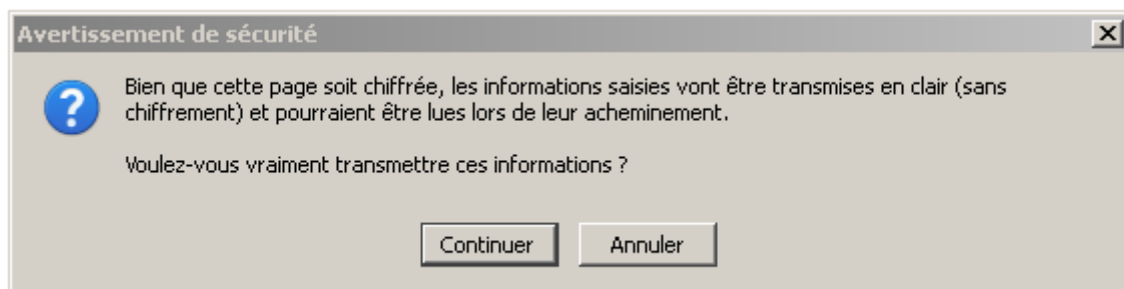 Avertissement de sécurité
Bien que cette page soit chiffrée, les informations saisies vont être transmises en clair (sans
chiffrement) et pourraient être lues lors de leur acheminement.
Voulez-vous vraiment transmettre ces informations ?
Continuer
Annuler